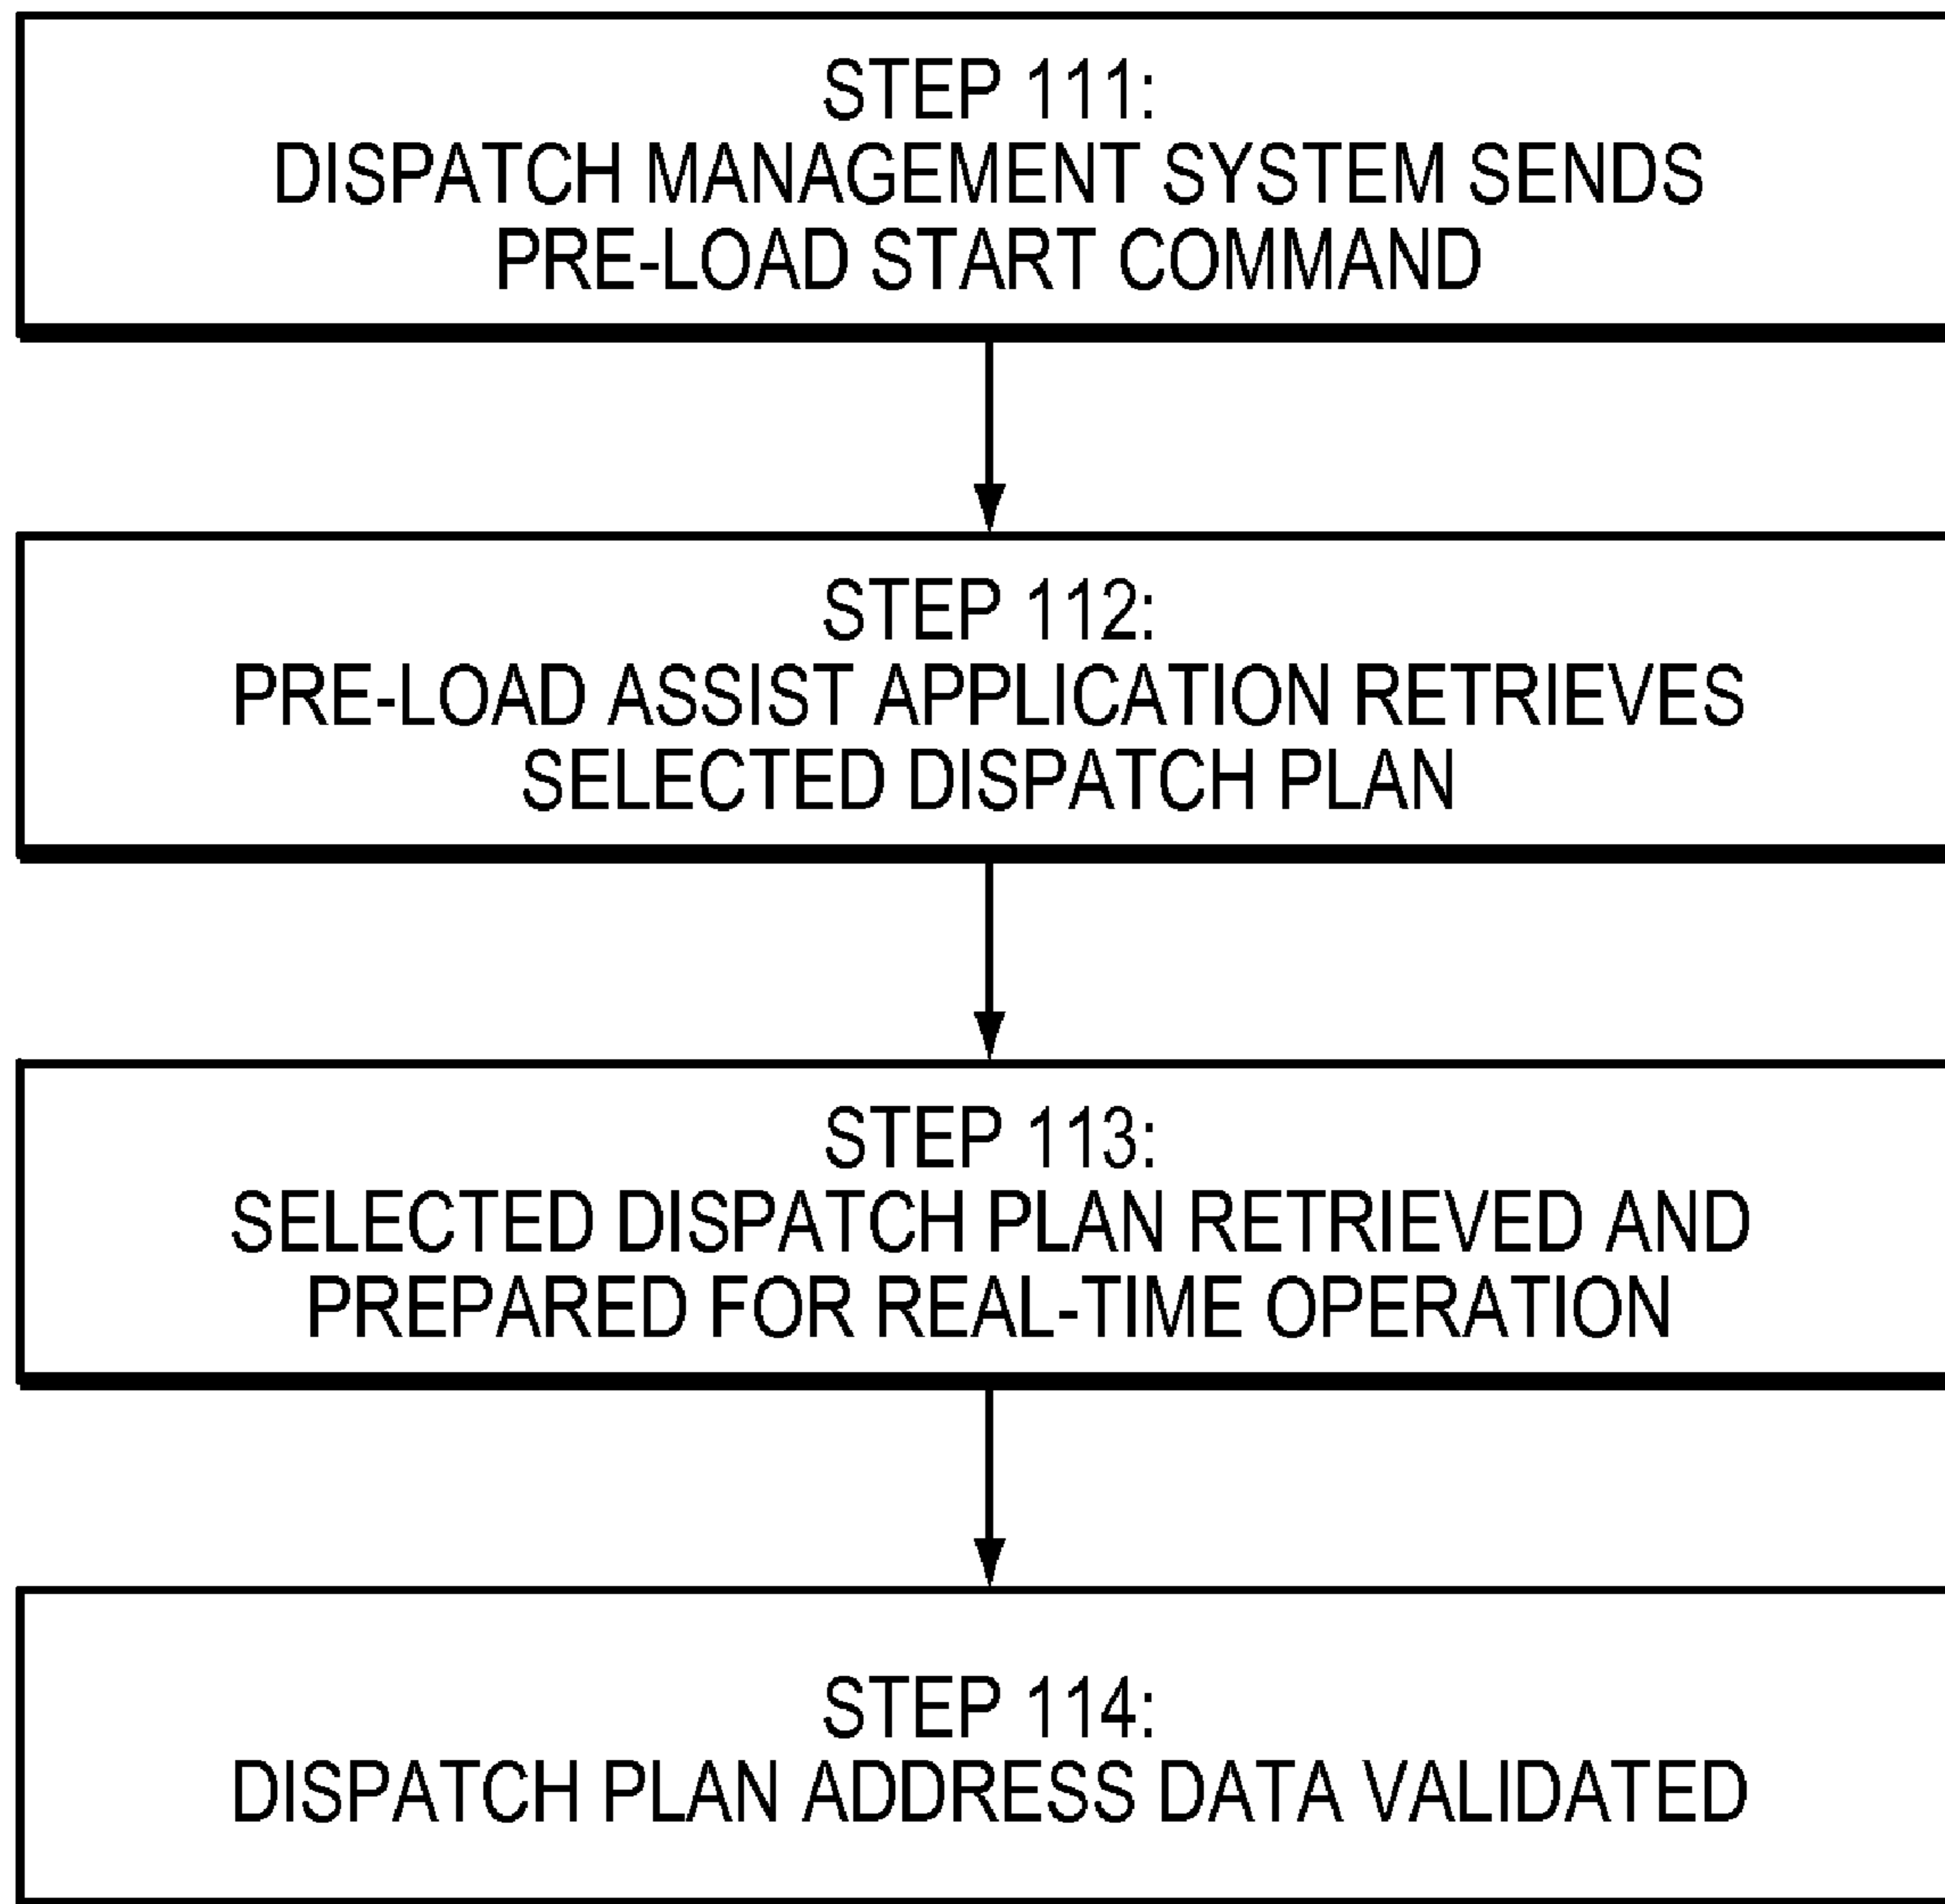 STEP 111:
DISPATCH MANAGEMENT SYSTEM SENDS
PRE-LOAD START COMMAND
STEP 112:
PRE-LOAD ASSIST APPLICATION RETRIEVES
SELECTED DISPATCH PLAN
STEP 113:
SELECTED DISPATCH PLAN RETRIEVED AND
PREPARED FOR REAL-TIME OPERATION
STEP 114:
DISPATCH PLAN ADDRESS DATA VALIDATED